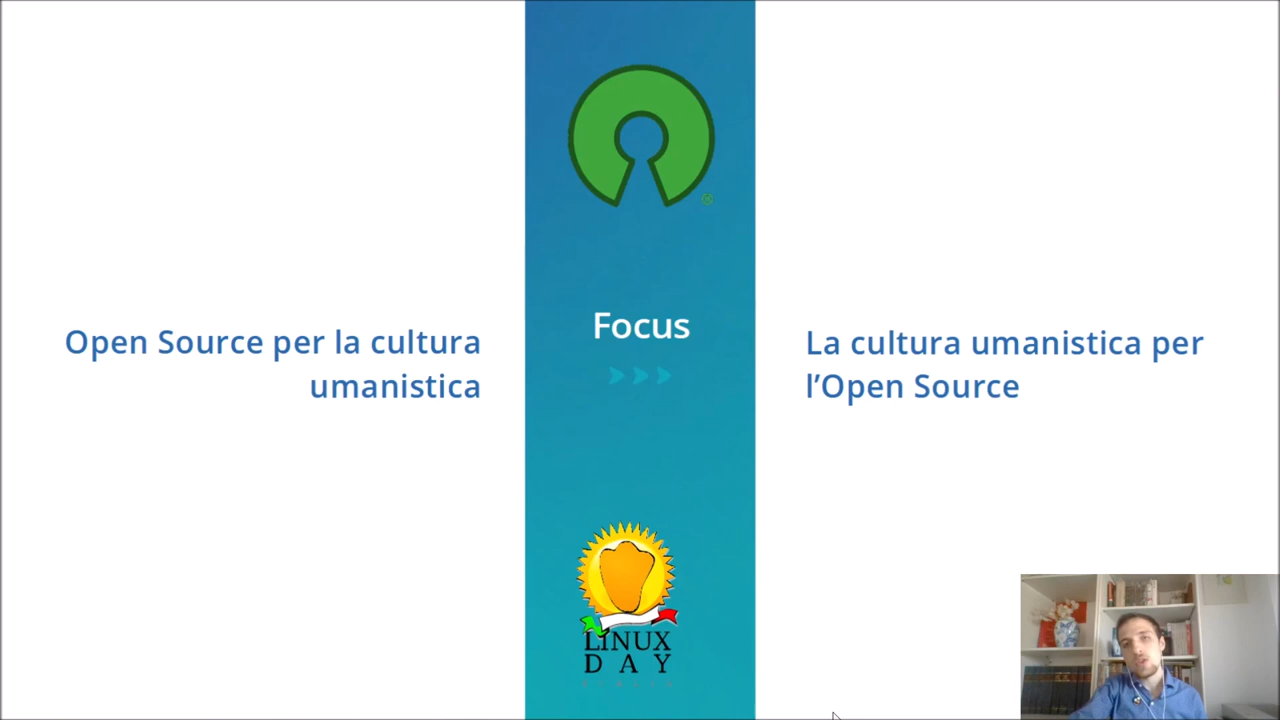 Open Source per la cultura
umanistica
Focus
La cultura umanistica per
l’Open Source
LINUX
DAY